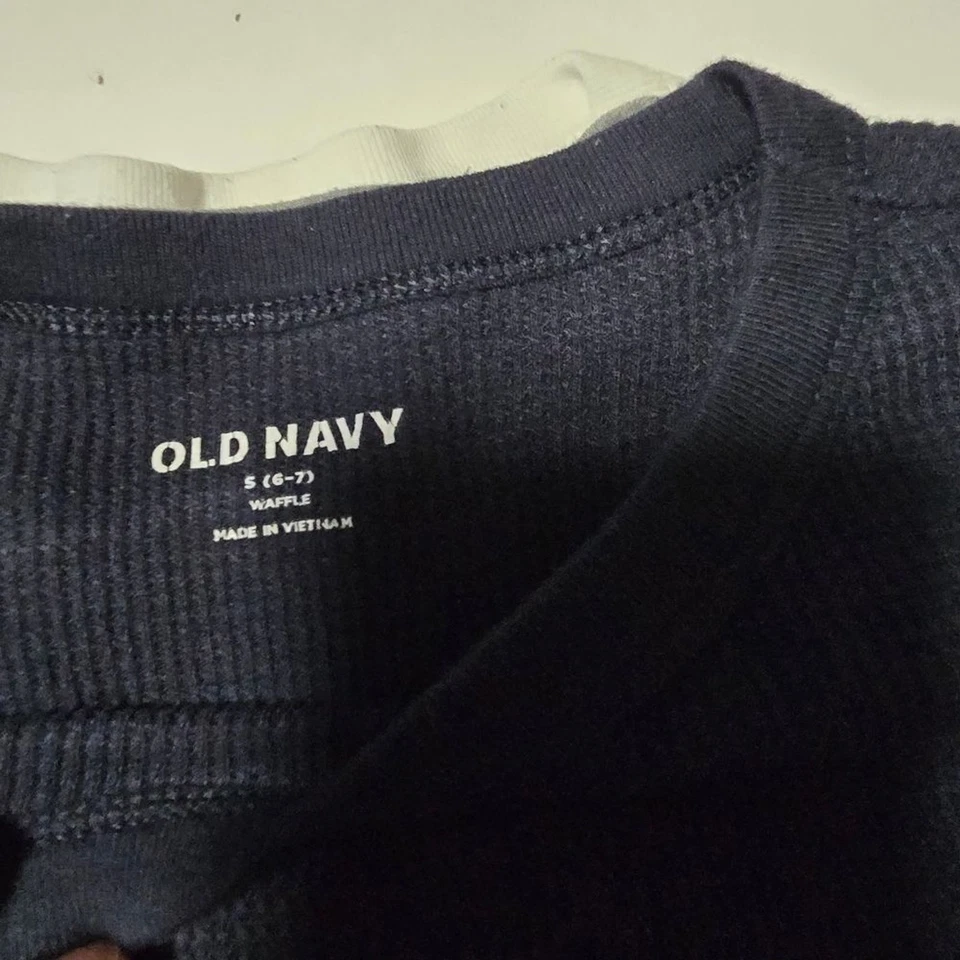 OLD NAVY
S (6-7)
WAFFLE
MADE IN VIETNAM